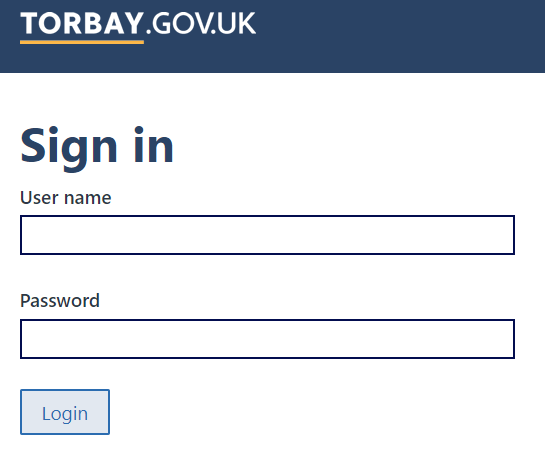 TORBAY.GOV.UK
Sign in
User name
Password
Login